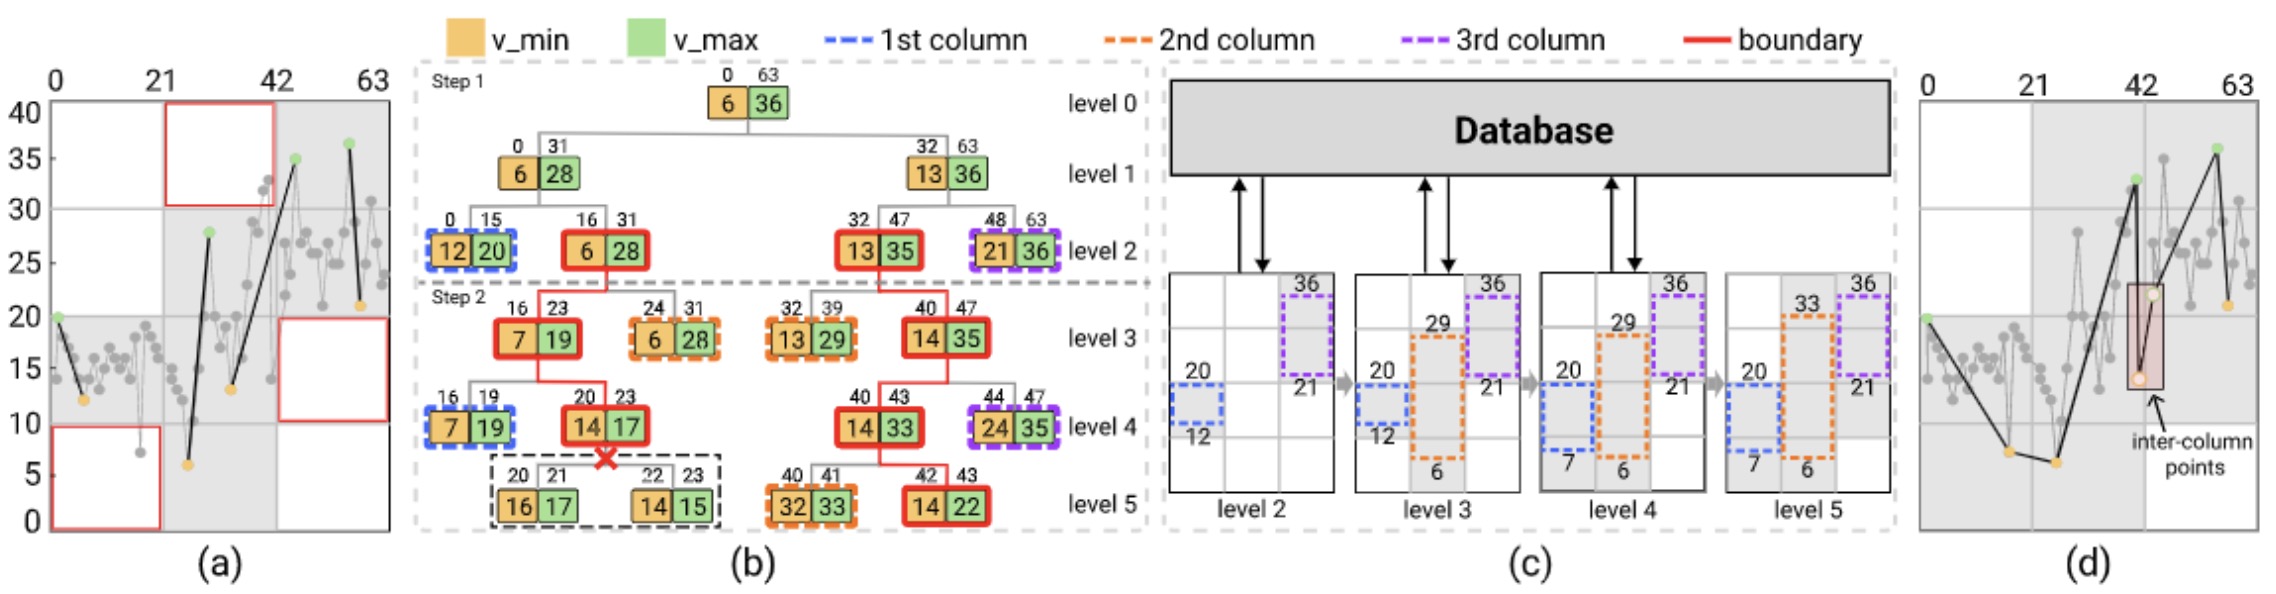 v_min v_max 1st column 2nd column 3rd column boundary
0 21 42 63
40
35
30
25
20
15
10
5
0
(a)
Step 1
0 63
6 36
level 0
0 31 32 63
6 28 13 36
level 1
0 15 16 31 32 47 48 63
12 20 6 28 13 35 21 36
level 2
Step 2
16 23 24 31 32 39 40 47
7 19 6 28 13 29 14 35
level 3
16 19 20 23 40 43 44 47
7 19 14 17 14 33 24 35
level 4
20 21 22 23 40 41 42 43
16 17 14 15 32 33 14 22
level 5
(b)
Database
36
20
21
12
level 2
36
29
20
21
12
6
level 3
36
29
20
21
7
6
level 4
36
33
20
21
7
6
level 5
(c)
0 21 42 63
inter-column
points
(d)